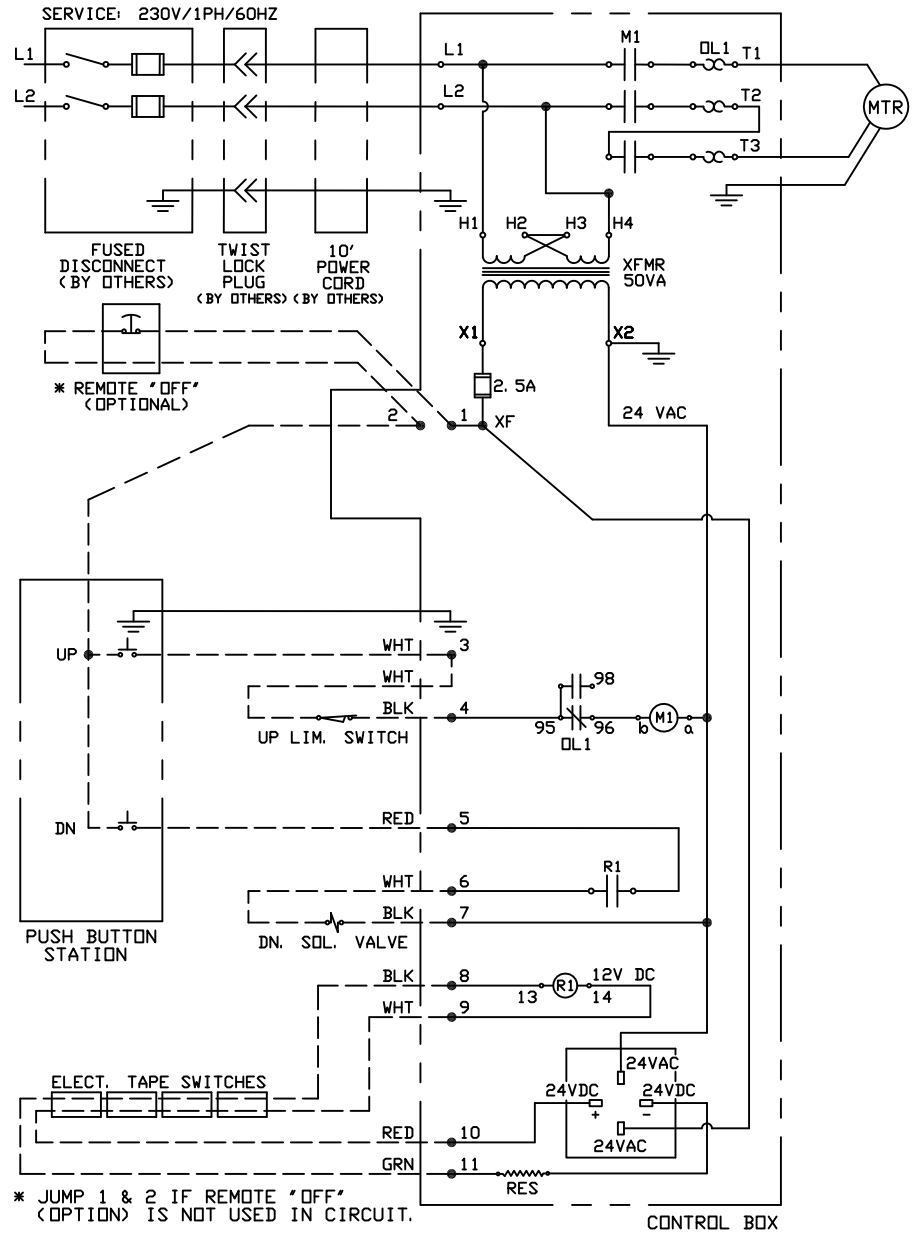 SERVICE: 230V/1PH/60HZ
L1
L2
L1
L2
M1
OL1
T1
T2
T3
MTR
FUSED
DISCONNECT
(BY OTHERS)
TWIST
LOCK
PLUG
(BY OTHERS)
10'
POWER
CORD
(BY OTHERS)
H1
H2
H3
H4
XFMR
50VA
X1
X2
2.5A
* REMOTE "OFF"
(OPTIONAL)
2
1
XF
24 VAC
UP
WHT
3
WHT
BLK
4
UP LIM. SWITCH
98
95
96
OL1
b
M1
a
DN
RED
5
WHT
6
R1
BLK
7
DN. SOL. VALVE
PUSH BUTTON
STATION
BLK
8
13
R1
14
12V DC
WHT
9
ELECT. TAPE SWITCHES
24VAC
24VDC
24VDC
+
-
24VAC
RED
10
GRN
11
RES
* JUMP 1 & 2 IF REMOTE "OFF"
(OPTION) IS NOT USED IN CIRCUIT.
CONTROL BOX